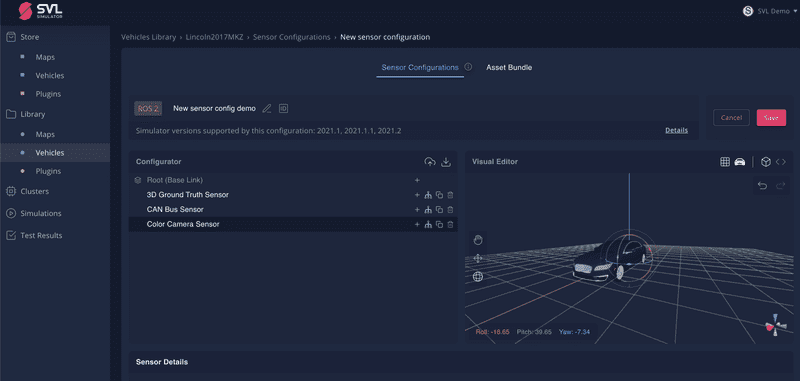 SVL
SIMULATOR
SVL Demo
Store
Maps
Vehicles
Plugins
Library
Maps
Vehicles
Plugins
Clusters
Simulations
Test Results
Vehicles Library › Lincoln2017MKZ › Sensor Configurations › New sensor configuration
Sensor Configurations
Asset Bundle
ROS 2
New sensor config demo
ID
Simulator versions supported by this configuration: 2021.1, 2021.1.1, 2021.2
Details
Cancel
Save
Configurator
Root (Base Link)
3D Ground Truth Sensor
CAN Bus Sensor
Color Camera Sensor
Visual Editor
Roll: -16.65 Pitch: 39.65 Yaw: -7.34
Sensor Details